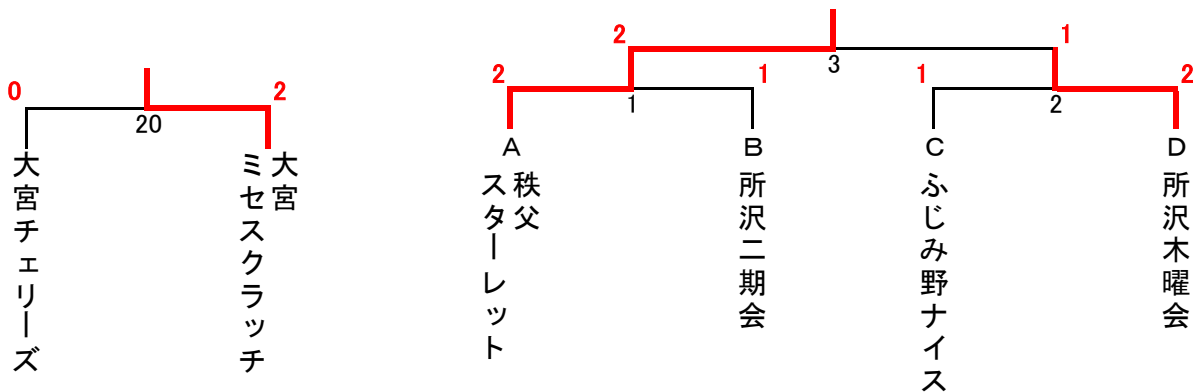 0
2
20
大宮チェリーズ
大宮
ミセスクラッチ
2
1
3
2
1
1
2
1
2
A
秩父
スターレット
B
所沢二期会
C
ふじみ野ナイス
D
所沢木曜会